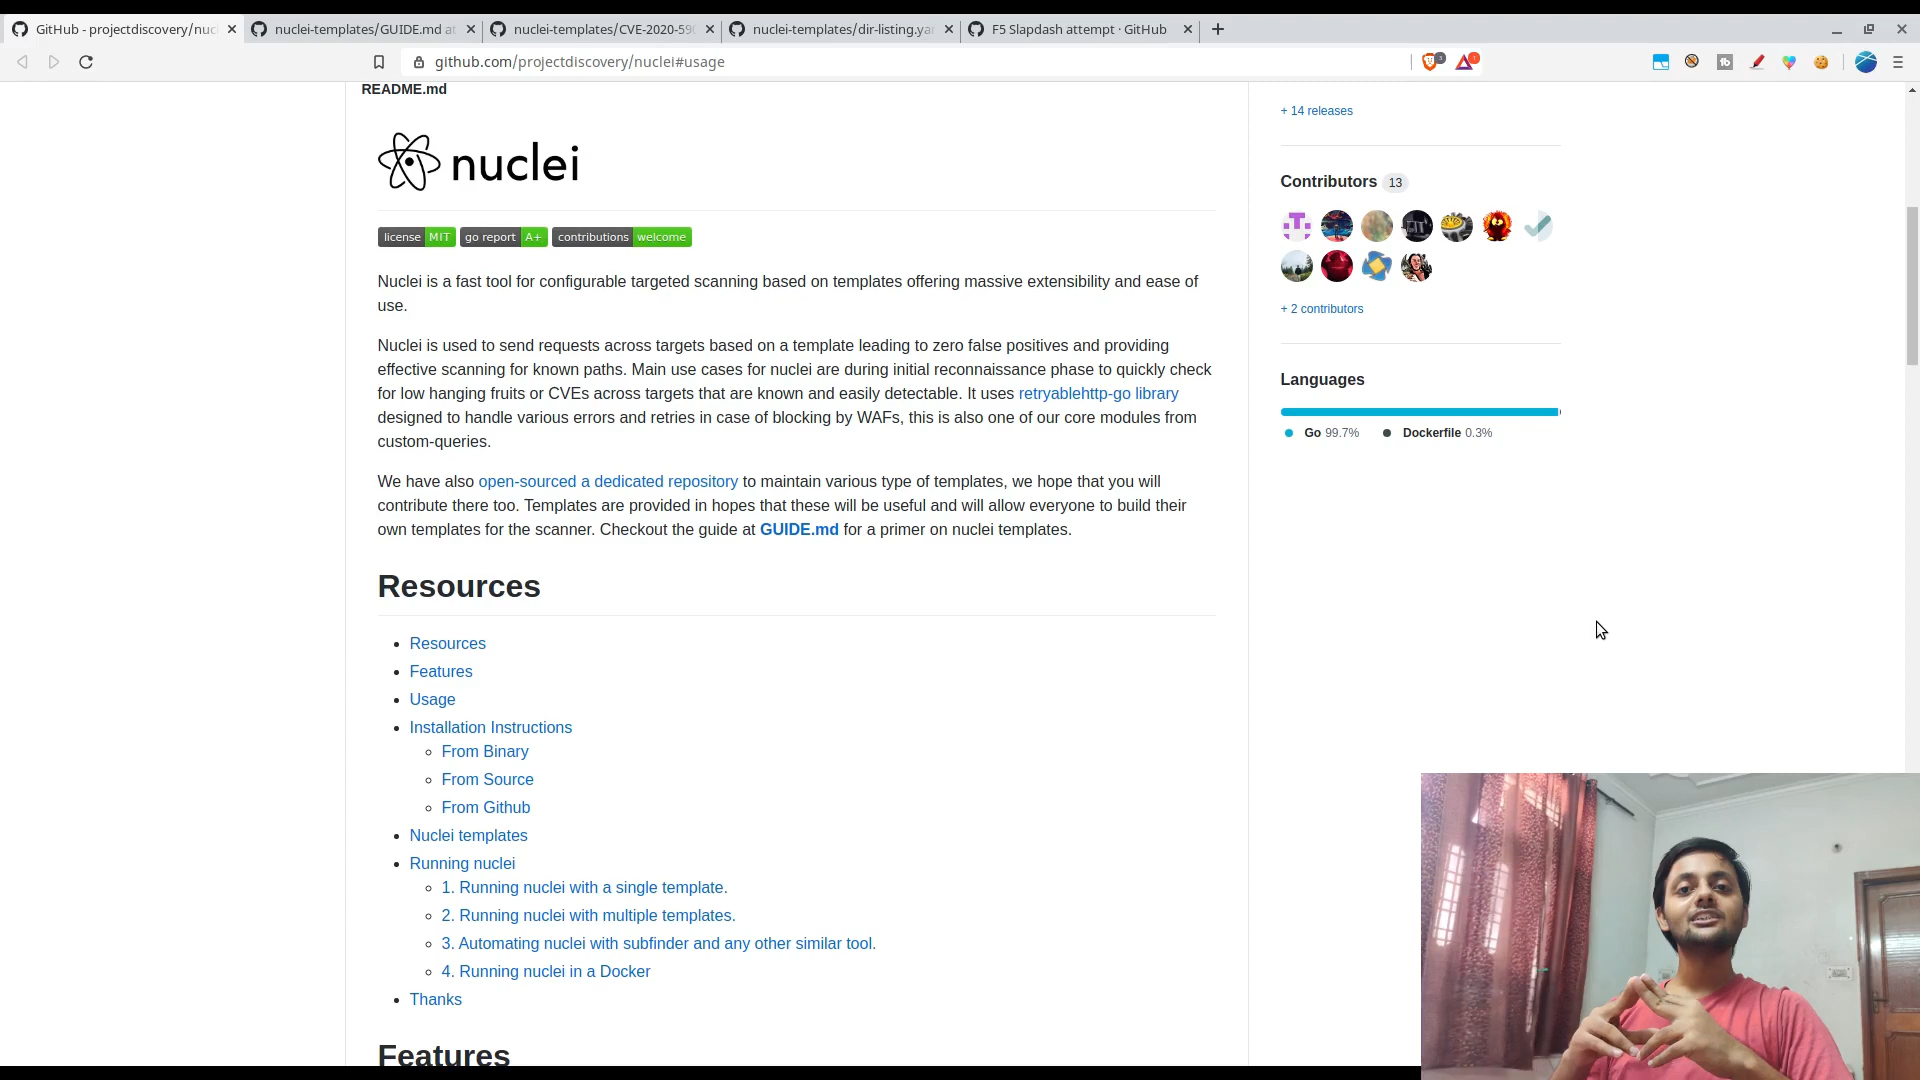 GitHub - projectdiscovery/nuc
nuclei-templates/GUIDE.md at
nuclei-templates/CVE-2020-590
nuclei-templates/dir-listing.ya
F5 Slapdash attempt · GitHub
github.com/projectdiscovery/nuclei#usage
README.md
+ 14 releases
nuclei
Contributors 13
license MIT
go report A+
contributions welcome
Nuclei is a fast tool for configurable targeted scanning based on templates offering massive extensibility and ease of
use.
+ 2 contributors
Nuclei is used to send requests across targets based on a template leading to zero false positives and providing
effective scanning for known paths. Main use cases for nuclei are during initial reconnaissance phase to quickly check
for low hanging fruits or CVEs across targets that are known and easily detectable. It uses retryablehttp-go library
designed to handle various errors and retries in case of blocking by WAFs, this is also one of our core modules from
custom-queries.
Languages
Go 99.7%
Dockerfile 0.3%
We have also open-sourced a dedicated repository to maintain various type of templates, we hope that you will
contribute there too. Templates are provided in hopes that these will be useful and will allow everyone to build their
own templates for the scanner. Checkout the guide at GUIDE.md for a primer on nuclei templates.
Resources
Resources
Features
Usage
Installation Instructions
From Binary
From Source
From Github
Nuclei templates
Running nuclei
1. Running nuclei with a single template.
2. Running nuclei with multiple templates.
3. Automating nuclei with subfinder and any other similar tool.
4. Running nuclei in a Docker
Thanks
Features